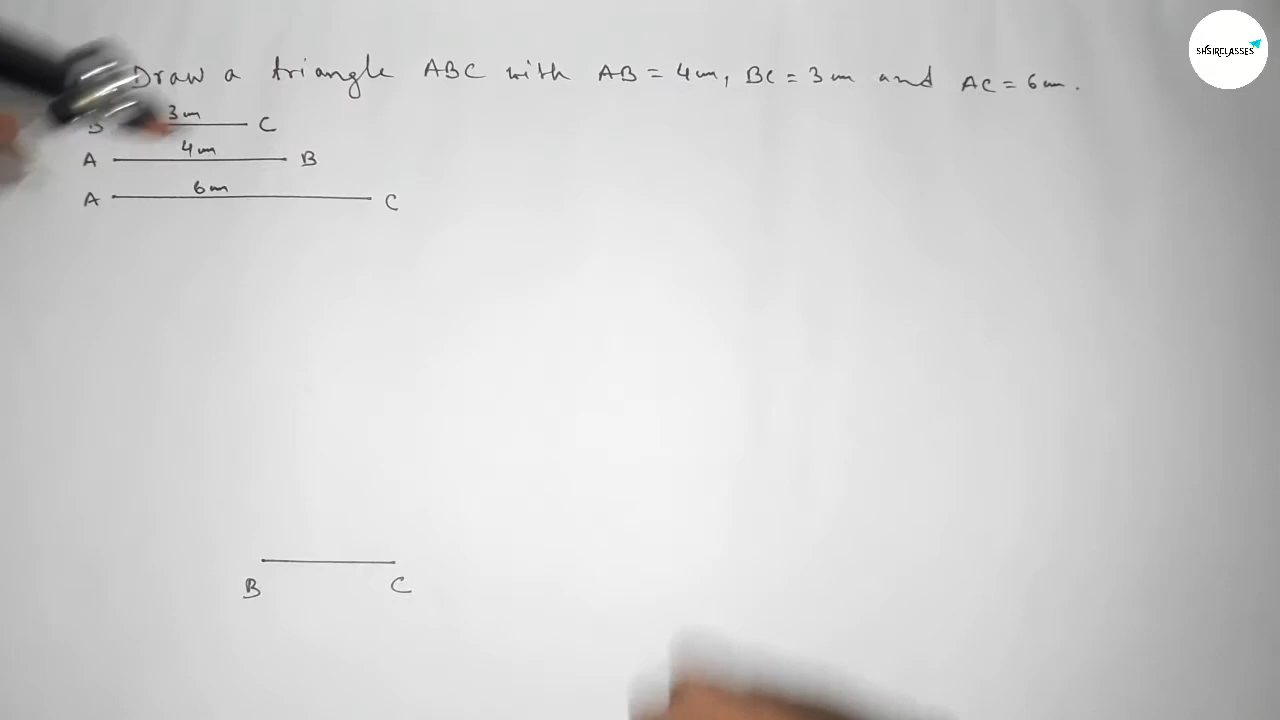 Draw a triangle ABC with AB = 4cm, BC = 3cm and AC = 6cm.
SHSIRCLASSES
3cm
B C
4cm
A B
6cm
A C
B C